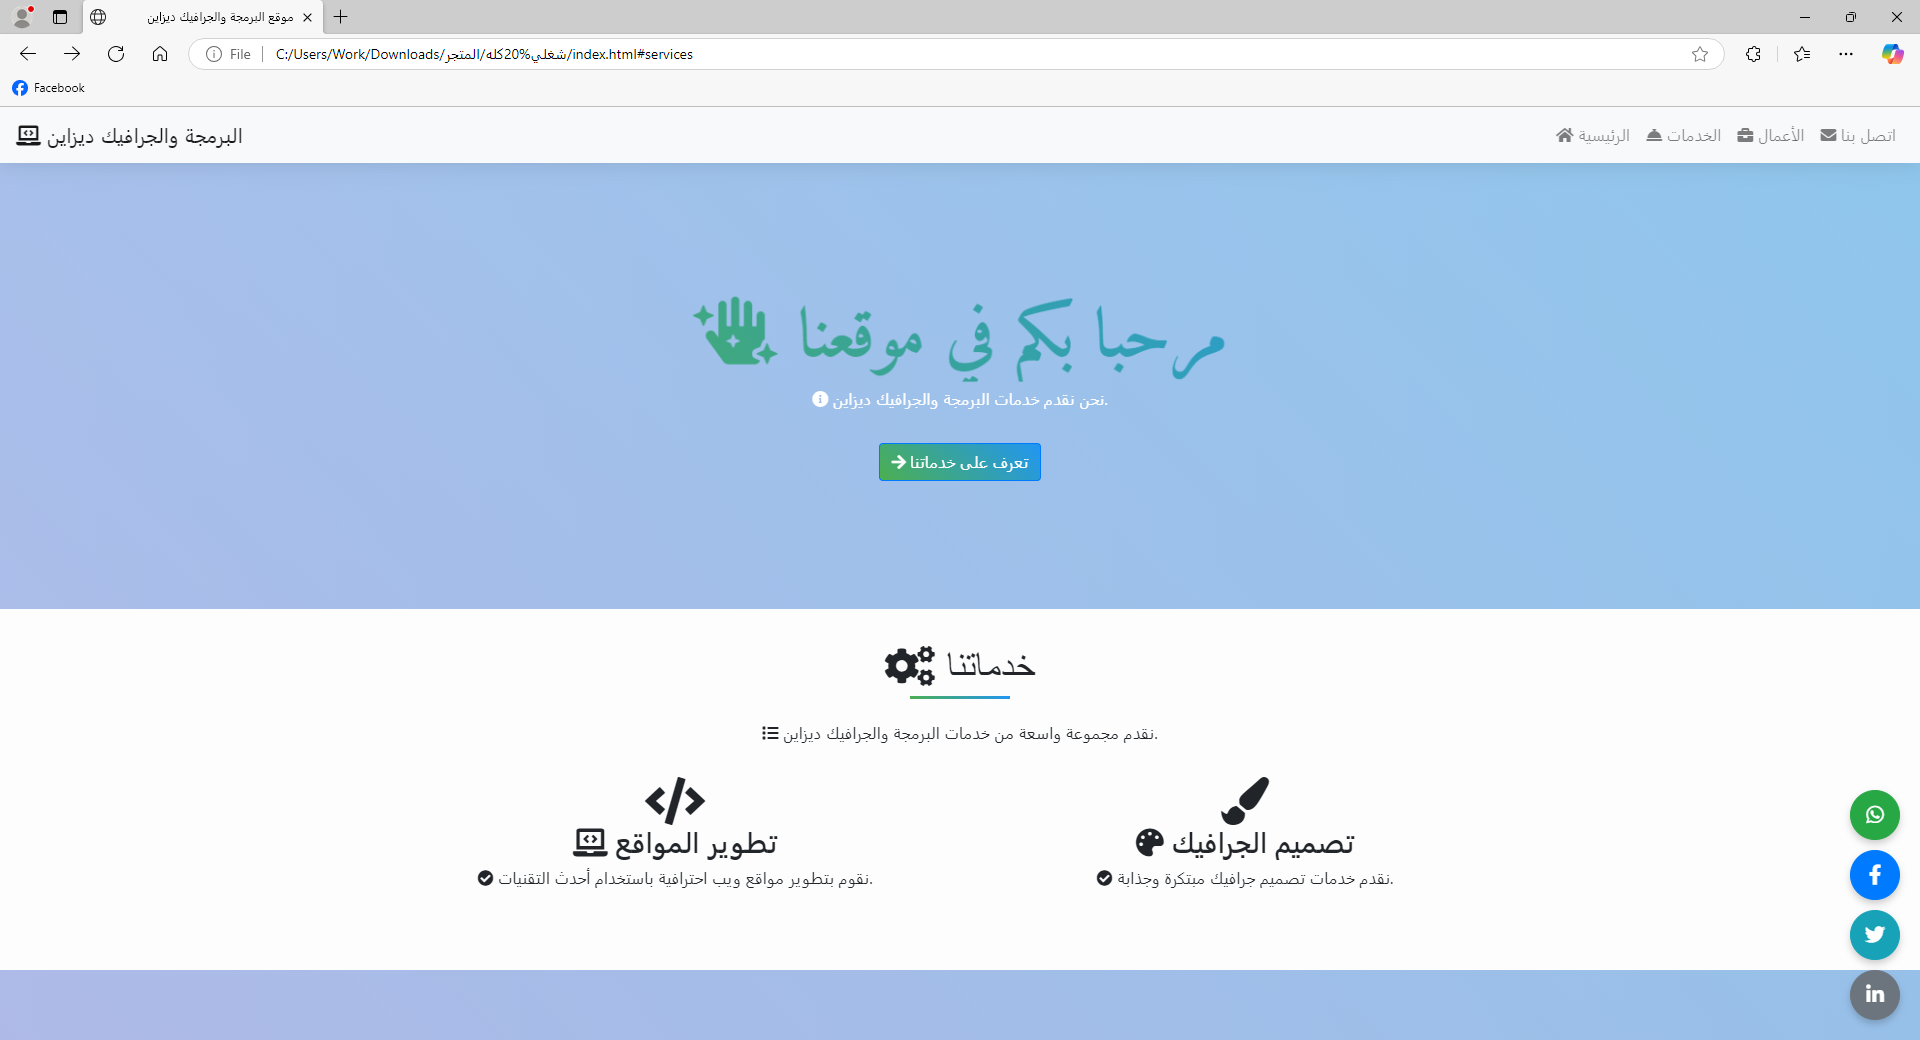 موقع البرمجة والجرافيك ديزاين
File
C:/Users/Work/Downloads/شغلي%20كله/المتجر/index.html#services
Facebook
البرمجة والجرافيك ديزاين
الرئيسية
الخدمات
الأعمال
اتصل بنا
مرحبا بكم في موقعنا
نحن نقدم خدمات البرمجة والجرافيك ديزاين.
تعرف على خدماتنا
خدماتنا
نقدم مجموعة واسعة من خدمات البرمجة والجرافيك ديزاين.
تطوير المواقع
نقوم بتطوير مواقع ويب احترافية باستخدام أحدث التقنيات.
تصميم الجرافيك
نقدم خدمات تصميم جرافيك مبتكرة وجذابة.